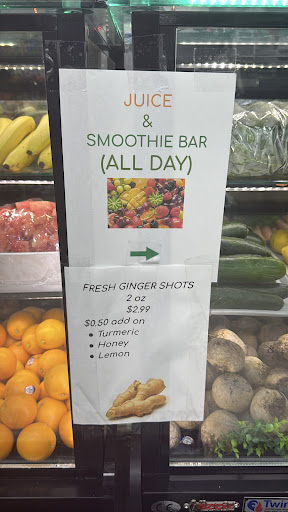 JUICE
&
SMOOTHIE BAR
(ALL DAY)
FRESH GINGER SHOTS
2 oz
$2.99
$0.50 add on
• Turmeric
• Honey
• Lemon